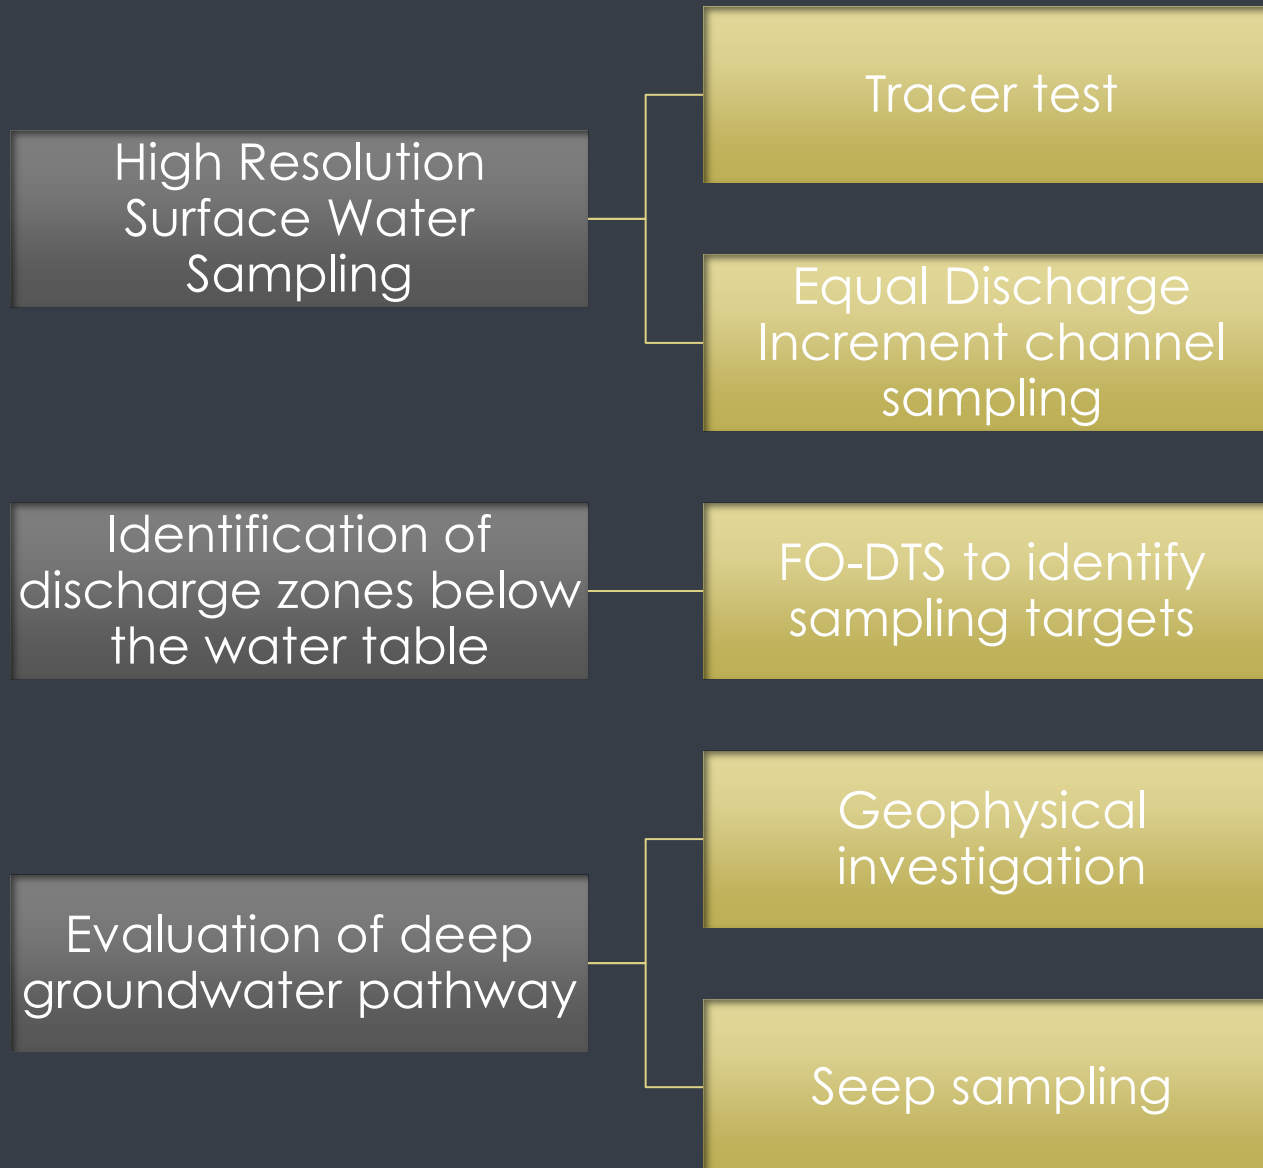 High Resolution
Surface Water
Sampling
Tracer test
Equal Discharge
Increment channel
sampling
Identification of
discharge zones below
the water table
FO-DTS to identify
sampling targets
Evaluation of deep
groundwater pathway
Geophysical
investigation
Seep sampling